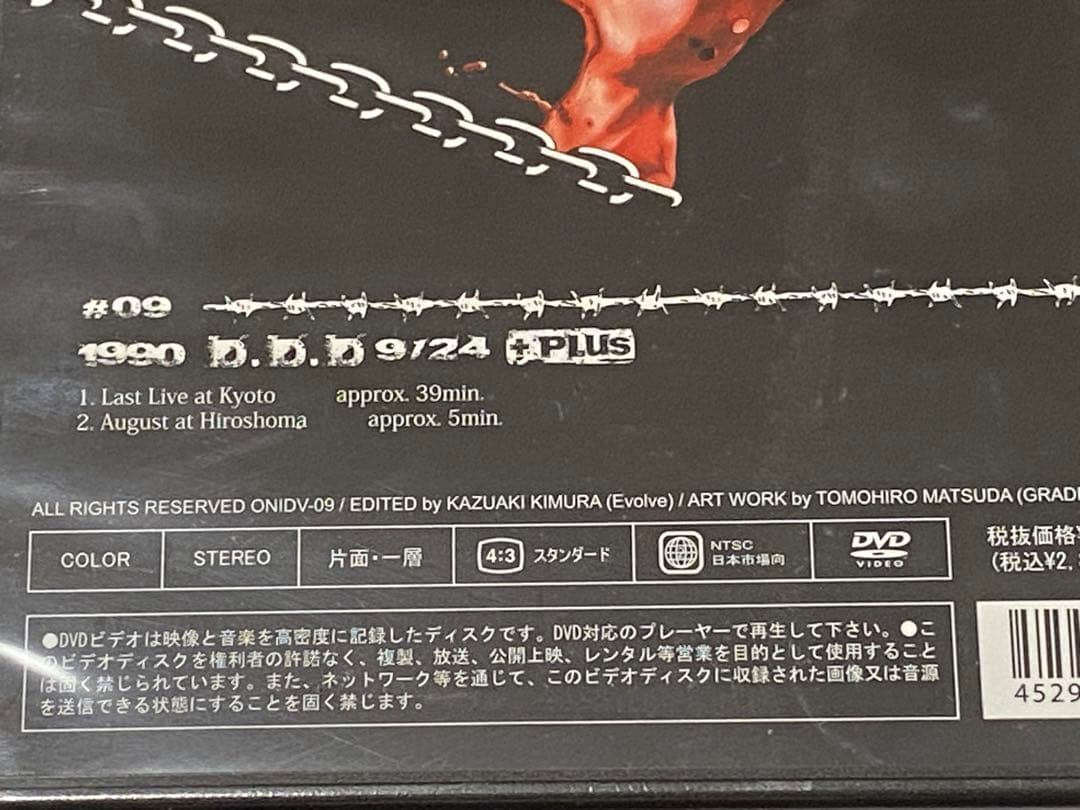 #09
1990 D.D.D 9/24 +PLUS
1. Last Live at Kyoto approx. 39min.
2. August at Hiroshoma approx. 5min.
ALL RIGHTS RESERVED ONIDV-09 / EDITED by KAZUAKI KIMURA (Evolve) / ART WORK by TOMOHIRO MATSUDA (GRAD
COLOR STEREO 片面・一層 4:3 スタンダード NTSC 日本市場向 DVD VIDEO
税抜価格¥
(税込¥2,
●DVDビデオは映像と音楽を高密度に記録したディスクです。DVD対応のプレーヤーで再生して下さい。●こ
のビデオディスクを権利者の許諾なく、複製、放送、公開上映、レンタル等営業を目的として使用すること
は固く禁じられています。また、ネットワーク等を通じて、このビデオディスクに収録された画像又は音源
を送信できる状態にすることを固く禁じます。
4529